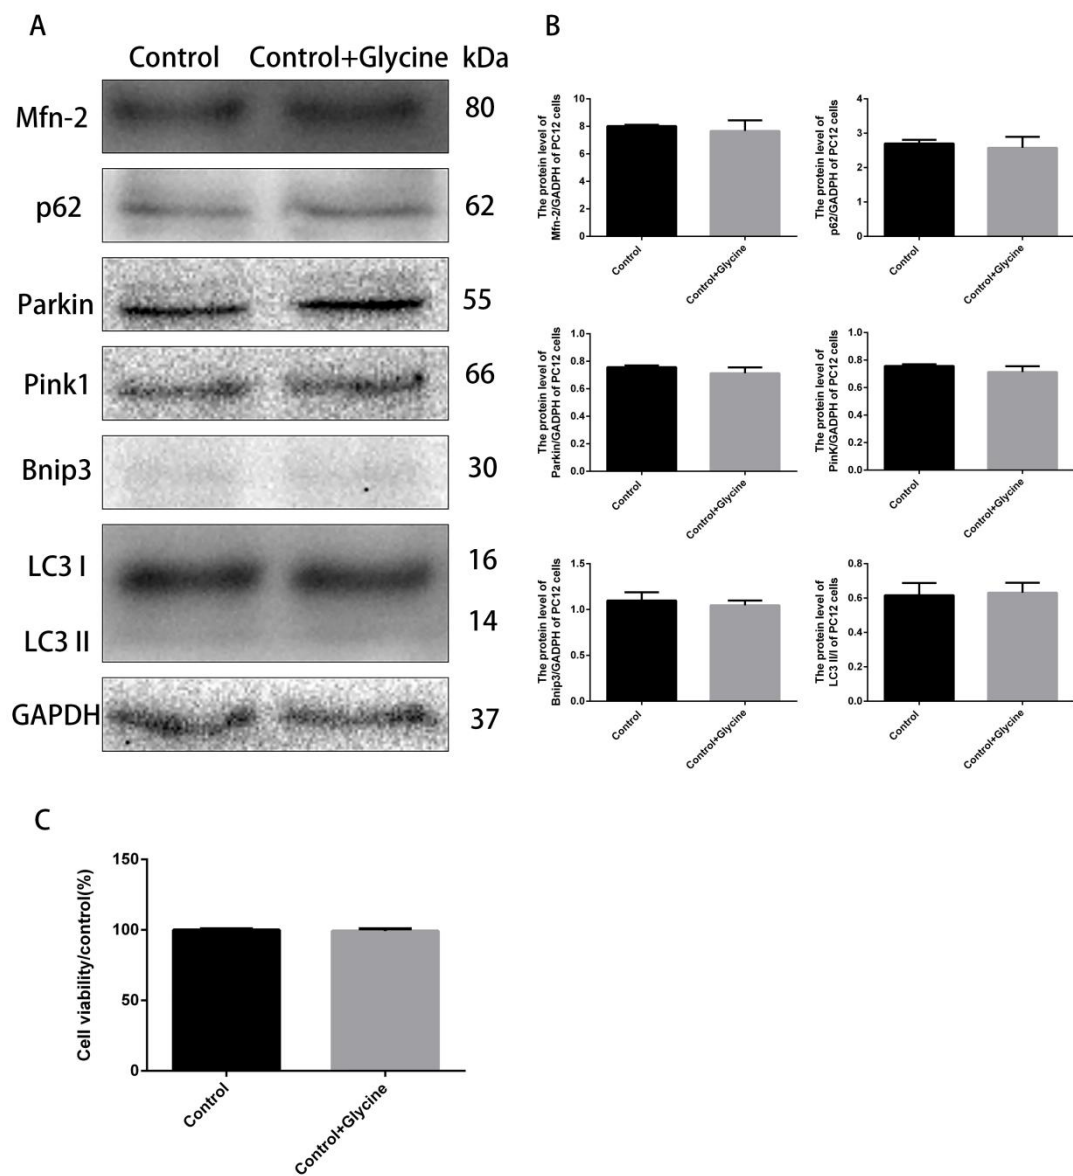 A
Control Control+Glycine kDa
Mfn-2 80
p62 62
Parkin 55
Pink1 66
Bnip3 30
LC3 I 16
LC3 II 14
GAPDH 37
B
The protein level of
Mfn-2/GADPH of PC12 cells
10
8
6
4
2
0
Control
Control+Glycine
The protein level of
p62/GADPH of PC12 cells
4
3
2
1
0
Control
Control+Glycine
The protein level of
Parkin/GADPH of PC12 cells
1.0
0.8
0.6
0.4
0.2
0.0
Control
Control+Glycine
The protein level of
PinK/GADPH of PC12 cells
1.0
0.8
0.6
0.4
0.2
0.0
Control
Control+Glycine
The protein level of
Bnip3/GADPH of PC12 cells
1.5
1.0
0.5
0.0
Control
Control+Glycine
The protein level of
LC3 II/I of PC12 cells
0.8
0.6
0.4
0.2
0.0
Control
Control+Glycine
C
Cell viability/control(%)
150
100
50
0
Control
Control+Glycine